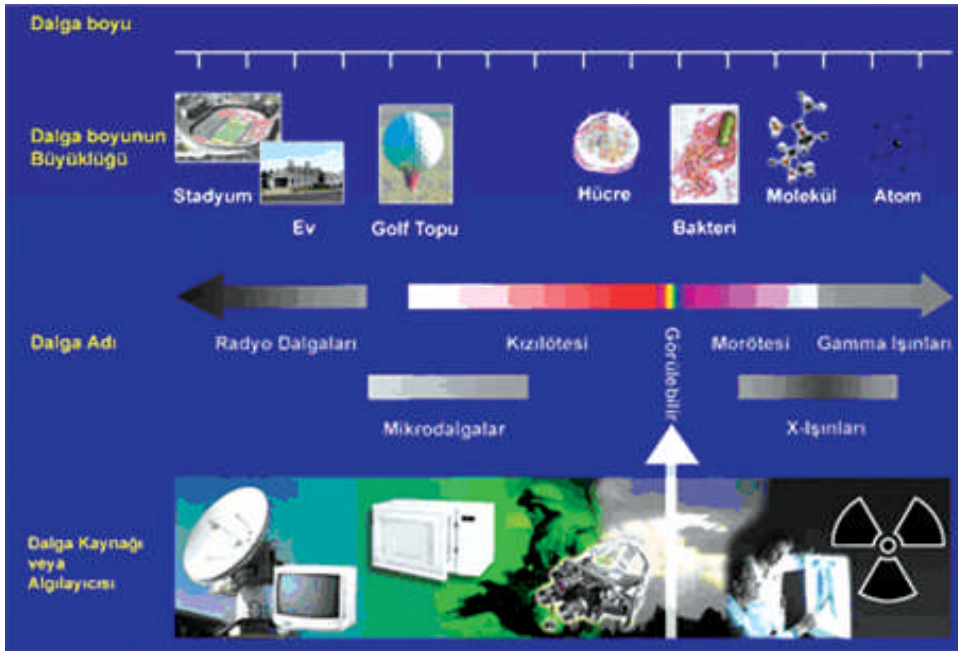 Dalga boyu
Dalga boyunun
Büyüklüğü
Stadyum
Ev
Golf Topu
Hücre
Bakteri
Molekül
Atom
Dalga Adı
Radyo Dalgaları
Kızılötesi
Görülebilir
Morötesi
Gamma Işınları
Mikrodalgalar
X-Işınları
Dalga Kaynağı
veya
Algılayıcısı